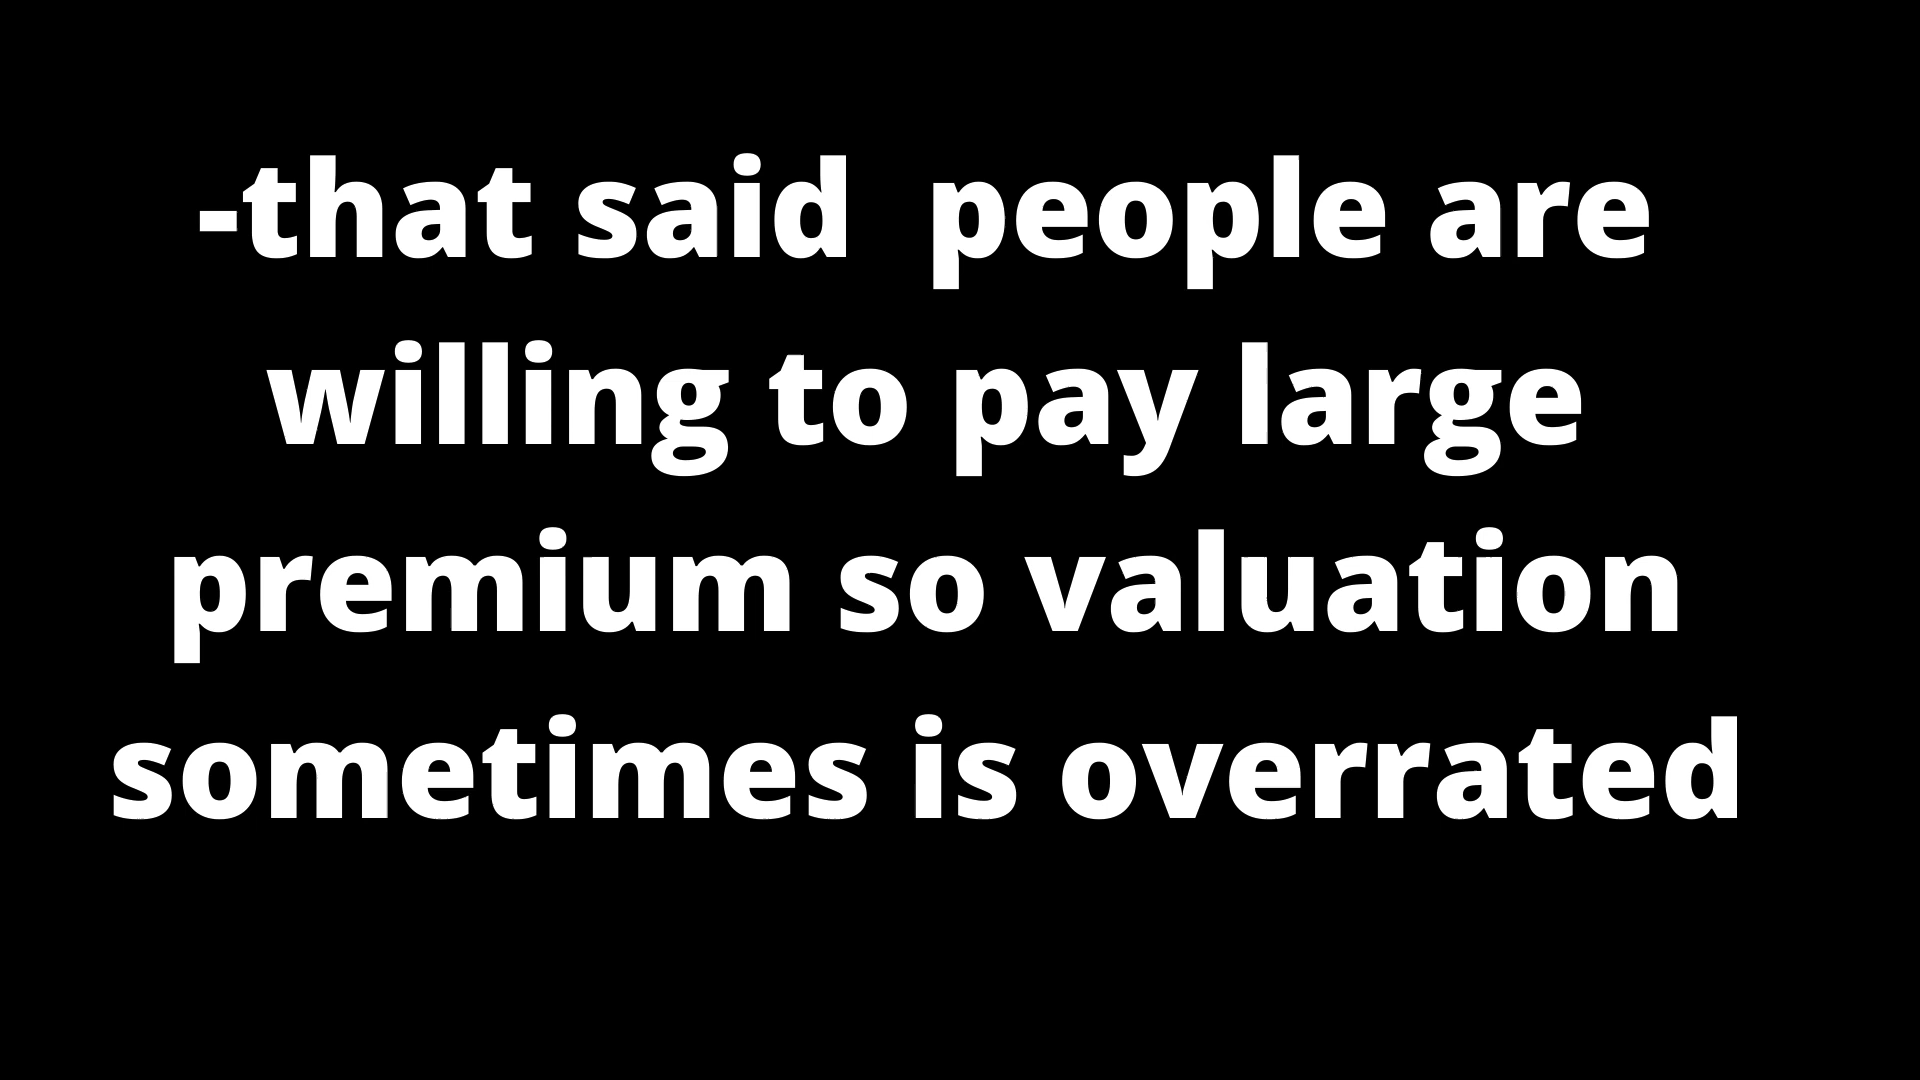 -that said  people are
willing to pay large
premium so valuation
sometimes is overrated